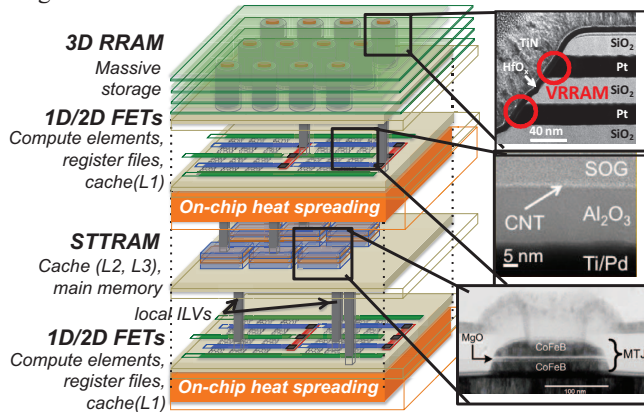 3D RRAM
Massive
storage
1D/2D FETs
Compute elements,
register files,
cache(L1)
On-chip heat spreading
STTRAM
Cache (L2, L3),
main memory
local ILVs
1D/2D FETs
Compute elements,
register files,
cache(L1)
On-chip heat spreading
TiN
HfOₓ
VRRAM
SiO₂
Pt
SiO₂
Pt
SiO₂
40 nm
SOG
CNT
Al₂O₃
5 nm
Ti/Pd
MgO
CoFeB
CoFeB
MTJ
100 nm